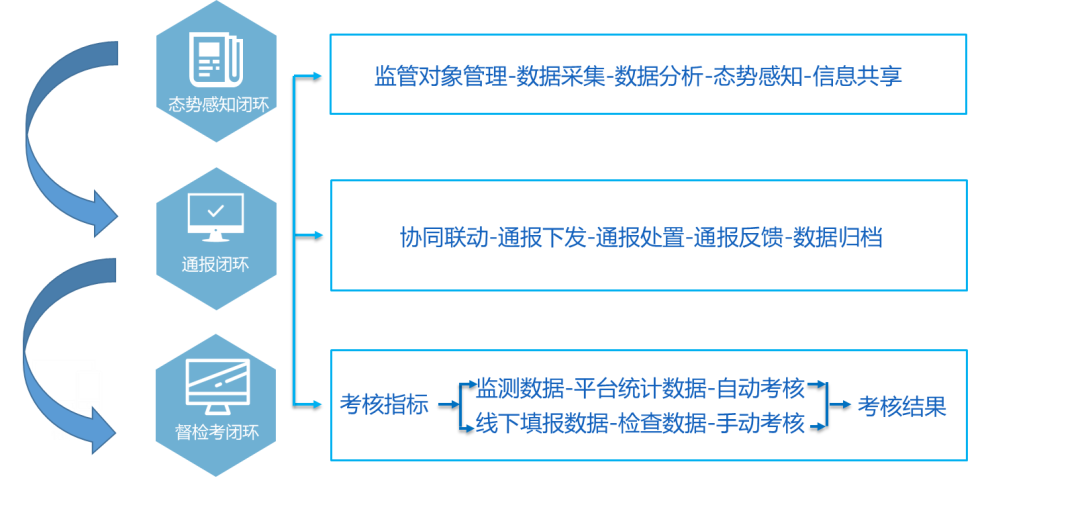 态势感知闭环
监管对象管理-数据采集-数据分析-态势感知-信息共享
通报闭环
协同联动-通报下发-通报处置-通报反馈-数据归档
督检考闭环
考核指标
监测数据-平台统计数据-自动考核
线下填报数据-检查数据-手动考核
考核结果